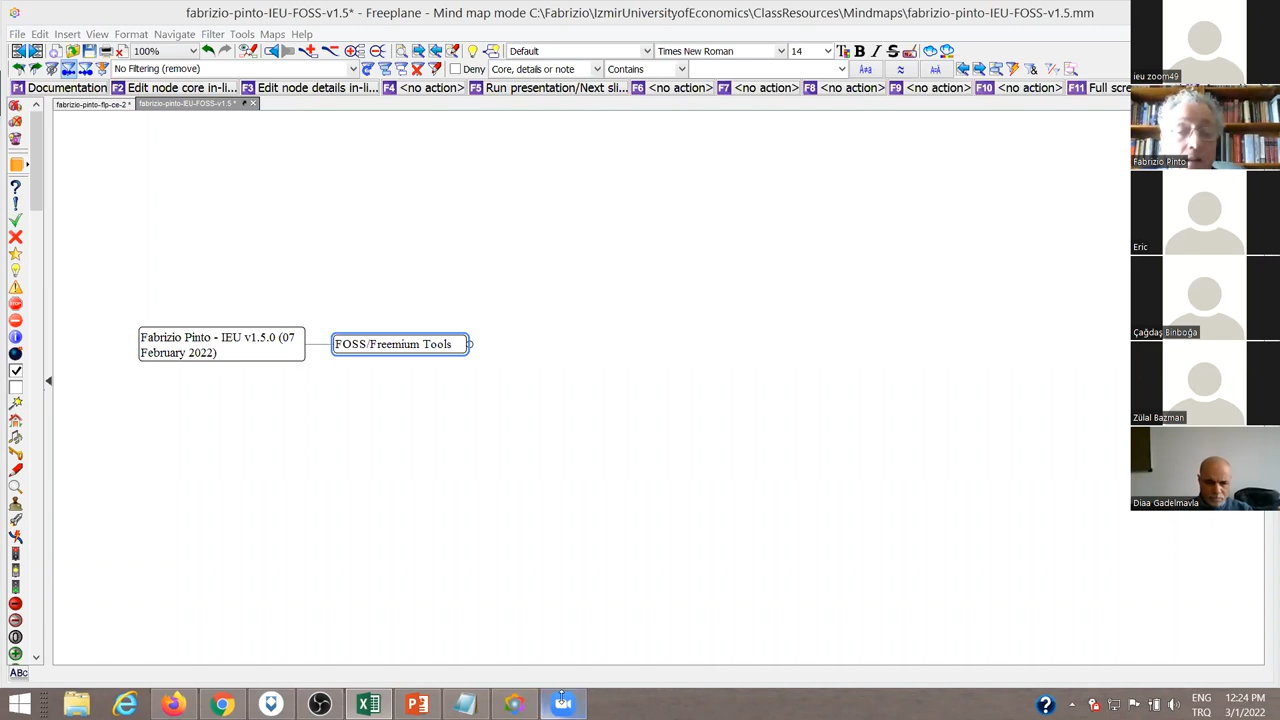 fabrizio-pinto-IEU-FOSS-v1.5* - Freeplane - Mind map mode C:\Fabrizio\IzmirUniversityofEconomics\ClassResources\Mindmaps\fabrizio-pinto-IEU-FOSS-v1.5.mm
File Edit Insert View Format Navigate Filter Tools Maps Help
100% Default Times New Roman 14
No Filtering (remove) Deny Core, details or note Contains
F1 Documentation F2 Edit node core in-li... F3 Edit node details in-l... F4 <no action> F5 Run presentation/Next sli... F6 <no action> F7 <no action> F8 <no action> F9 <no action> F10 <no action> F11 Full scre
fabrizio-pinto-flp-ce-2 * fabrizio-pinto-IEU-FOSS-v1.5 *
Fabrizio Pinto - IEU v1.5.0 (07
February 2022)
FOSS/Freemium Tools
ABc
ieu zoom49
Fabrizio Pinto
Eric
Çağdaş Binboğa
Zülal Bazman
Diaa Gadelmavla
ENG
TRQ
12:24 PM
3/1/2022